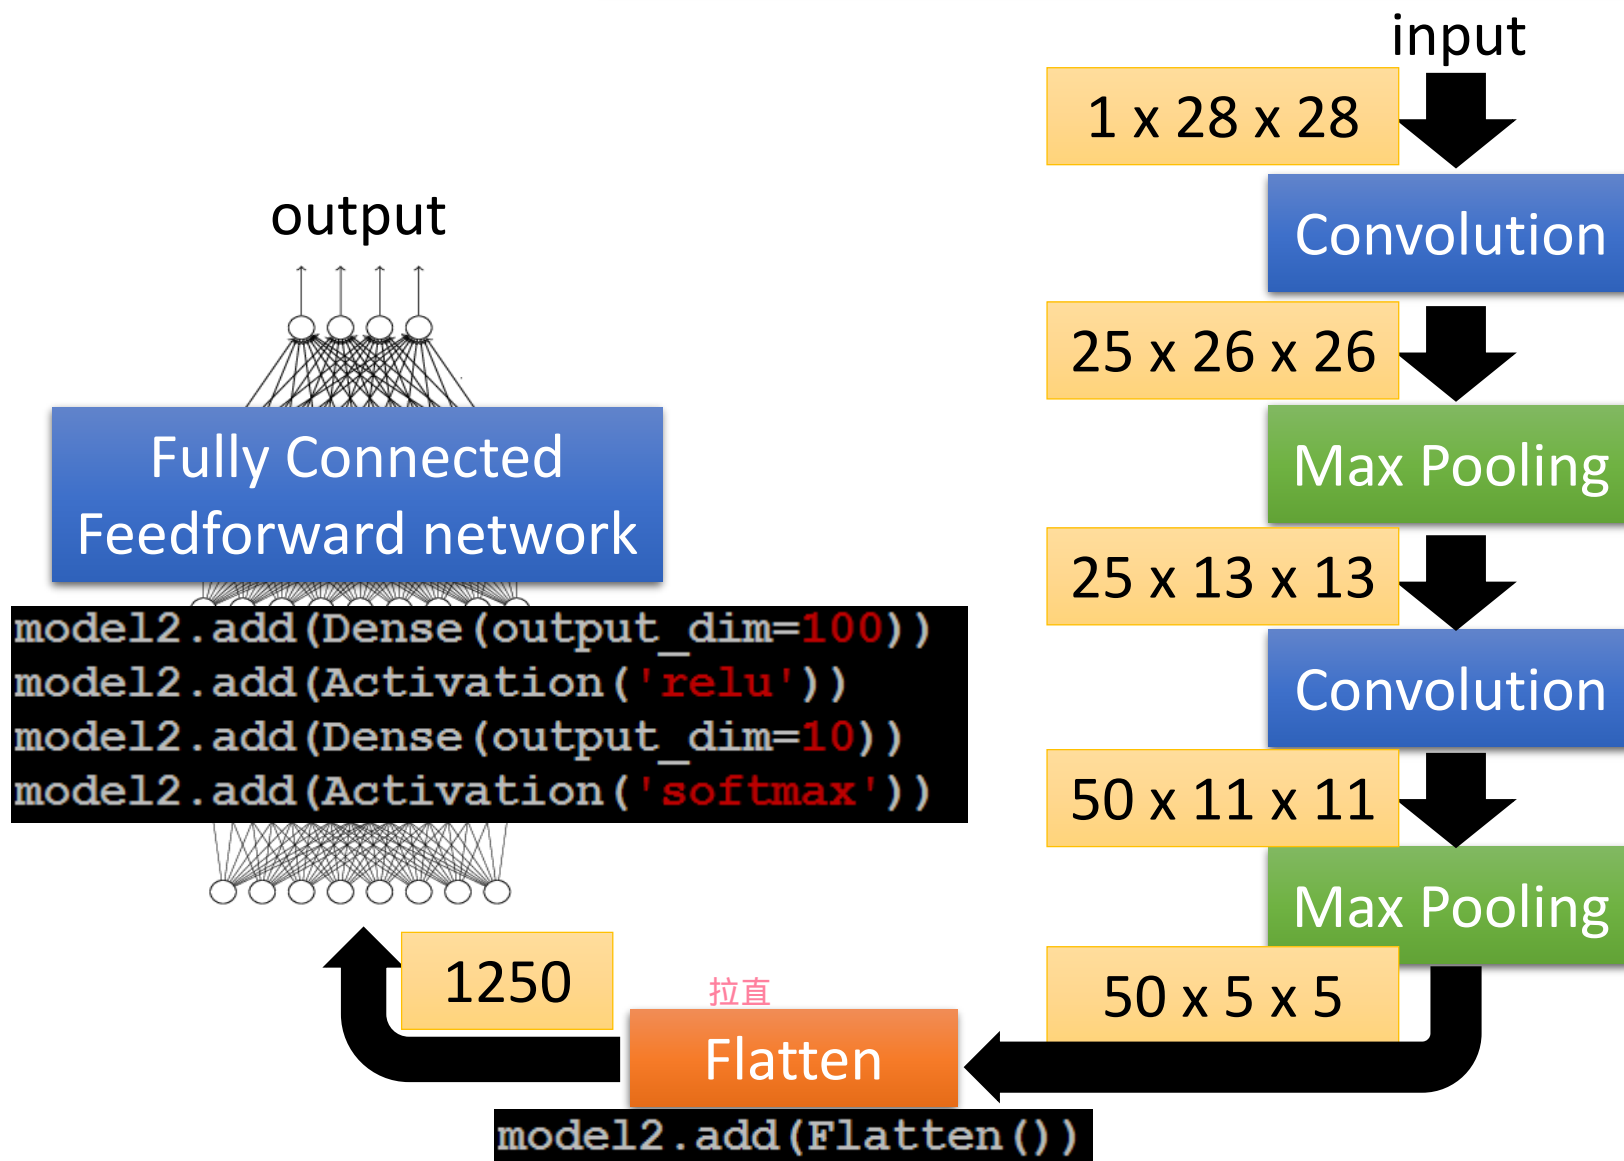 input
1 x 28 x 28
Convolution
25 x 26 x 26
Max Pooling
25 x 13 x 13
Convolution
50 x 11 x 11
Max Pooling
50 x 5 x 5
拉直
Flatten
model2.add(Flatten())
1250
output
Fully Connected
Feedforward network
model2.add(Dense(output_dim=100))
model2.add(Activation('relu'))
model2.add(Dense(output_dim=10))
model2.add(Activation('softmax'))